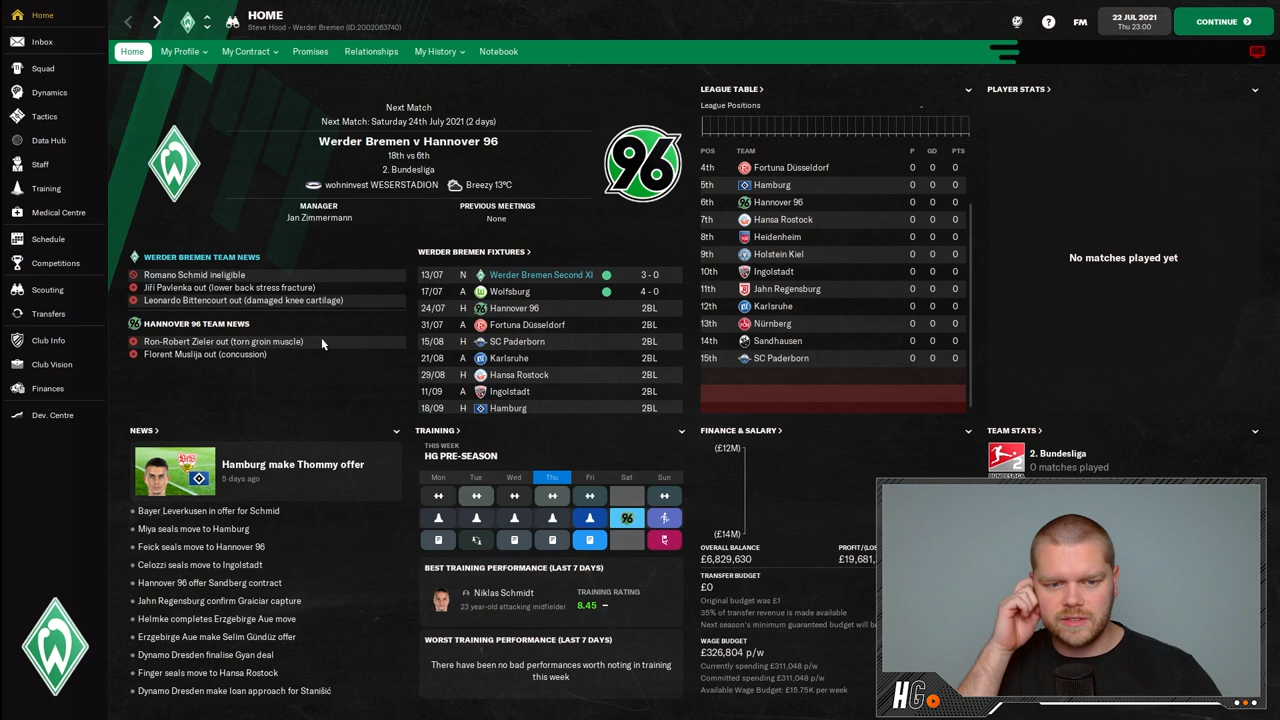 Home
Inbox
Squad
Dynamics
Tactics
Data Hub
Staff
Training
Medical Centre
Schedule
Competitions
Scouting
Transfers
Club Info
Club Vision
Finances
Dev. Centre
HOME
Steve Hood - Werder Bremen (ID:2002063740)
FM
22 JUL 2021
Thu 23:00
CONTINUE
Home My Profile My Contract Promises Relationships My History Notebook
Next Match
Next Match: Saturday 24th July 2021 (2 days)
Werder Bremen v Hannover 96
18th vs 6th
2. Bundesliga
wohninvest WESERSTADION Breezy 13ºC
MANAGER PREVIOUS MEETINGS
Jan Zimmermann None
96
WERDER BREMEN TEAM NEWS
Romano Schmid ineligible
Jiří Pavlenka out (lower back stress fracture)
Leonardo Bittencourt out (damaged knee cartilage)
HANNOVER 96 TEAM NEWS
Ron-Robert Zieler out (torn groin muscle)
Florent Muslija out (concussion)
WERDER BREMEN FIXTURES
13/07 N Werder Bremen Second XI 3 - 0
17/07 A Wolfsburg 4 - 0
24/07 H Hannover 96 2BL
31/07 A Fortuna Düsseldorf 2BL
15/08 H SC Paderborn 2BL
21/08 A Karlsruhe 2BL
29/08 H Hansa Rostock 2BL
11/09 A Ingolstadt 2BL
18/09 H Hamburg 2BL
LEAGUE TABLE
League Positions -
POS TEAM P GD PTS
4th Fortuna Düsseldorf 0 0 0
5th Hamburg 0 0 0
6th Hannover 96 0 0 0
7th Hansa Rostock 0 0 0
8th Heidenheim 0 0 0
9th Holstein Kiel 0 0 0
10th Ingolstadt 0 0 0
11th Jahn Regensburg 0 0 0
12th Karlsruhe 0 0 0
13th Nürnberg 0 0 0
14th Sandhausen 0 0 0
15th SC Paderborn 0 0 0
PLAYER STATS
No matches played yet
NEWS
Hamburg make Thommy offer
5 days ago
Bayer Leverkusen in offer for Schmid
Miya seals move to Hamburg
Feick seals move to Hannover 96
Celozzi seals move to Ingolstadt
Hannover 96 offer Sandberg contract
Jahn Regensburg confirm Graiciar capture
Helmke completes Erzgebirge Aue move
Erzgebirge Aue make Selim Gündüz offer
Dynamo Dresden finalise Gyan deal
Finger seals move to Hansa Rostock
Dynamo Dresden make loan approach for Stanišić
TRAINING
THIS WEEK
HG PRE-SEASON
Mon Tue Wed Thu Fri Sat Sun
96
BEST TRAINING PERFORMANCE (LAST 7 DAYS)
Niklas Schmidt
23 year-old attacking midfielder
TRAINING RATING
8.45
WORST TRAINING PERFORMANCE (LAST 7 DAYS)
There have been no bad performances worth noting in training
this week
FINANCE & SALARY
(£12M)
(£14M)
OVERALL BALANCE PROFIT/(LOS
£6,829,630 £19,681,
TRANSFER BUDGET
£0
Original budget was £1
35% of transfer revenue is made available
Next season's minimum guaranteed budget will be
WAGE BUDGET
£326,804 p/w
Currently spending £311,048 p/w
Committed spending £311,048 p/w
Available Wage Budget: £15.75K per week
TEAM STATS
2. Bundesliga
0 matches played
HG